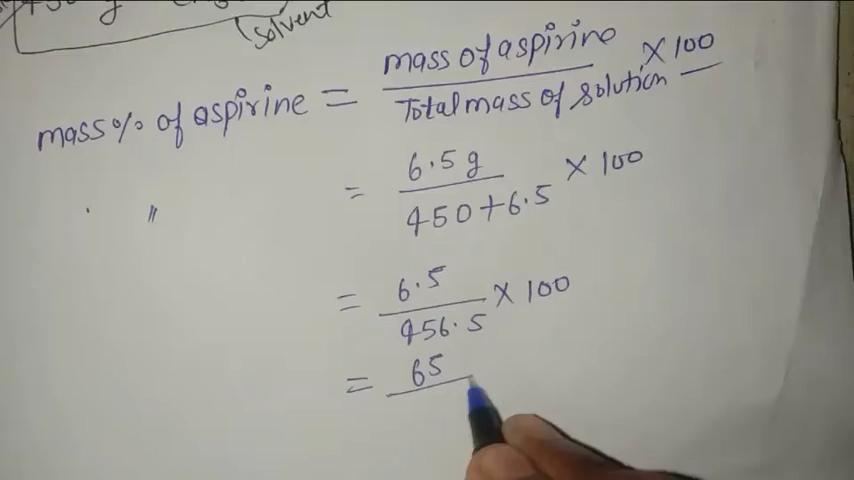 solvent
mass% of aspirine = mass of aspirine / Total mass of solution × 100
〃 = 6.5 g / 450+6.5 × 100
= 6.5 / 456.5 × 100
= 65